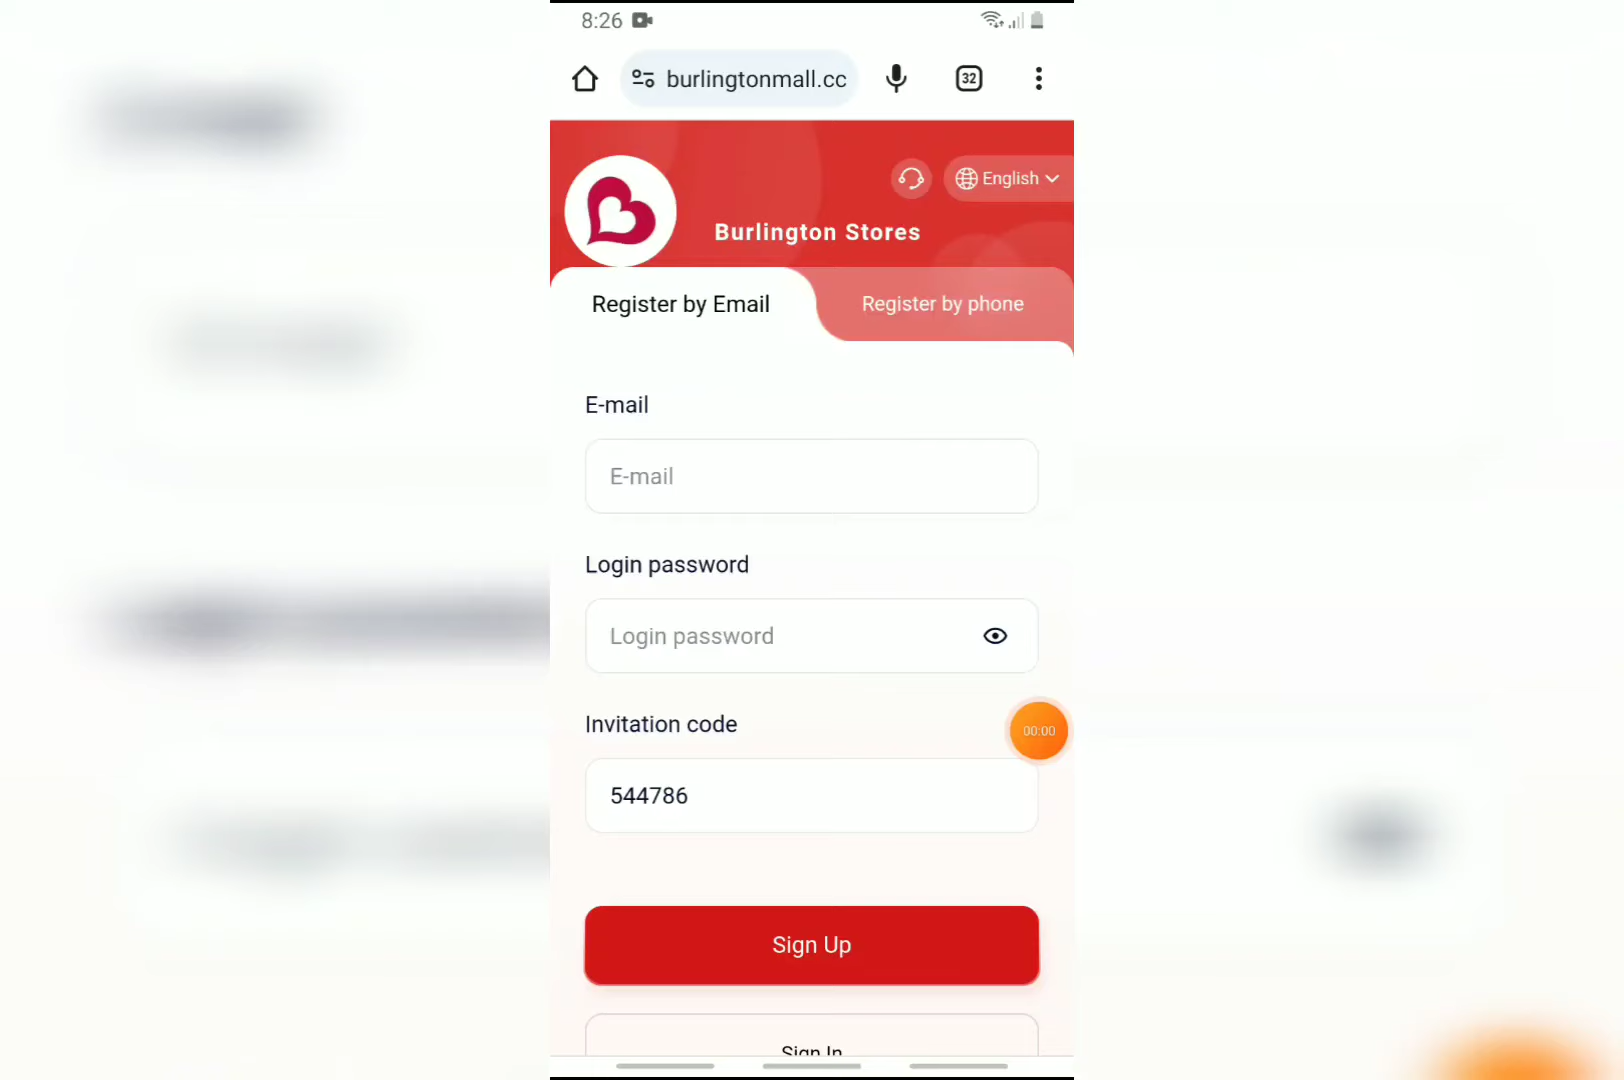 8:26
burlingtonmall.cc
32
English
Burlington Stores
Register by Email
Register by phone
E-mail
E-mail
Login password
Login password
Invitation code
00:00
544786
Sign Up
Sign In